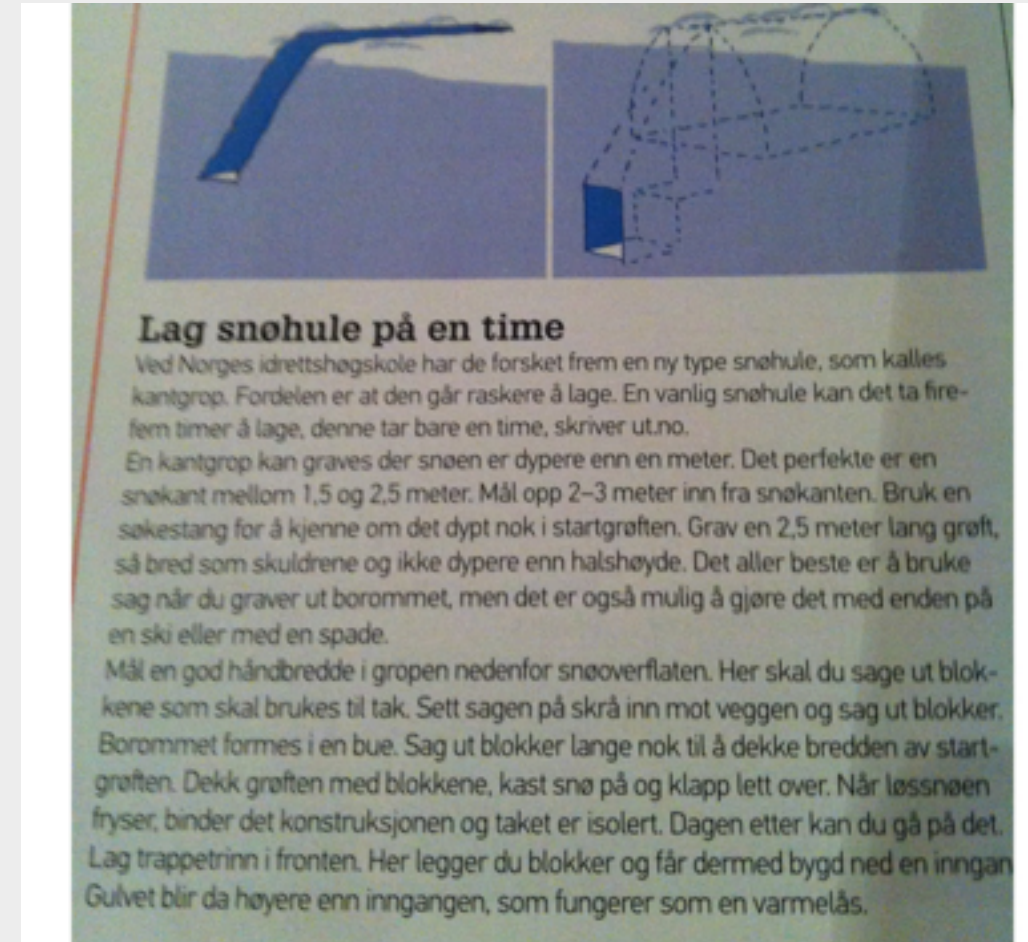 Lag snøhule på en time
Ved Norges idrettshøgskole har de forsket frem en ny type snøhule, som kalles
kantgrop. Fordelen er at den går raskere å lage. En vanlig snøhule kan det ta fire-
fem timer å lage, denne tar bare en time, skriver ut.no.
En kantgrop kan graves der snøen er dypere enn en meter. Det perfekte er en
snøkant mellom 1,5 og 2,5 meter. Mål opp 2–3 meter inn fra snøkanten. Bruk en
søkestang for å kjenne om det dypt nok i startgrøften. Grav en 2,5 meter lang grøft,
så bred som skuldrene og ikke dypere enn halshøyde. Det aller beste er å bruke
sag når du graver ut borommet, men det er også mulig å gjøre det med enden på
en ski eller med en spade.
Mål en god håndbredde i gropen nedenfor snøoverflaten. Her skal du sage ut blok-
kene som skal brukes til tak. Sett sagen på skrå inn mot veggen og sag ut blokker.
Borommet formes i en bue. Sag ut blokker lange nok til å dekke bredden av start-
grøften. Dekk grøften med blokkene, kast snø på og klapp lett over. Når løssnøen
fryser, binder det konstruksjonen og taket er isolert. Dagen etter kan du gå på det.
Lag trappetrinn i fronten. Her legger du blokker og får dermed bygd ned en inngan
Gulvet blir da høyere enn inngangen, som fungerer som en varmelås.